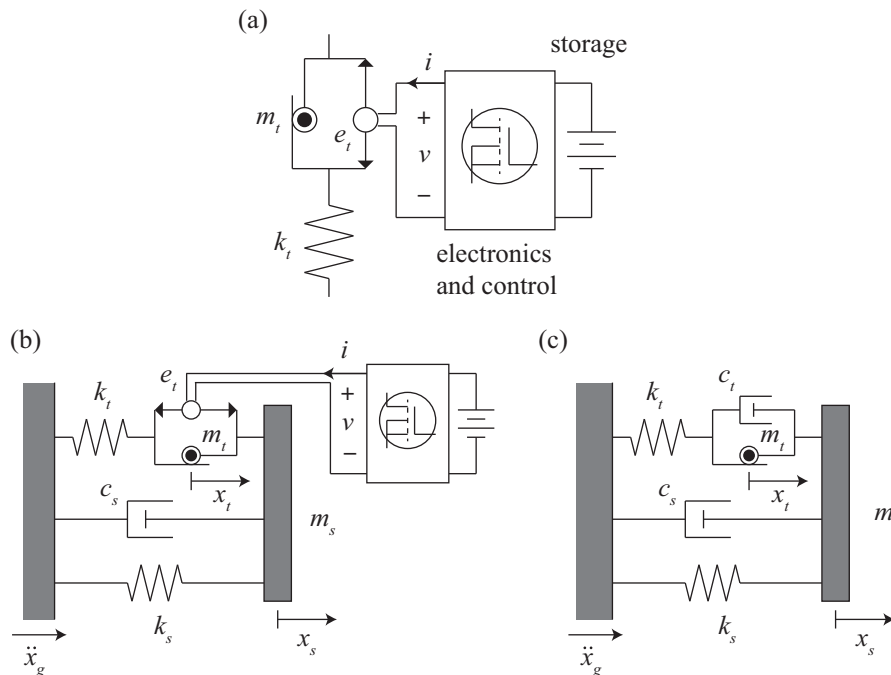 (a)
storage
i
m_t
e_t
+
v
−
k_t
electronics
and control
(b)
(c)
e_t
i
k_t
+
v
−
m_t
x_t
c_s
m_s
k_s
ẍ_g
x_s
c_t
k_t
m_t
x_t
c_s
m
k_s
ẍ_g
x_s